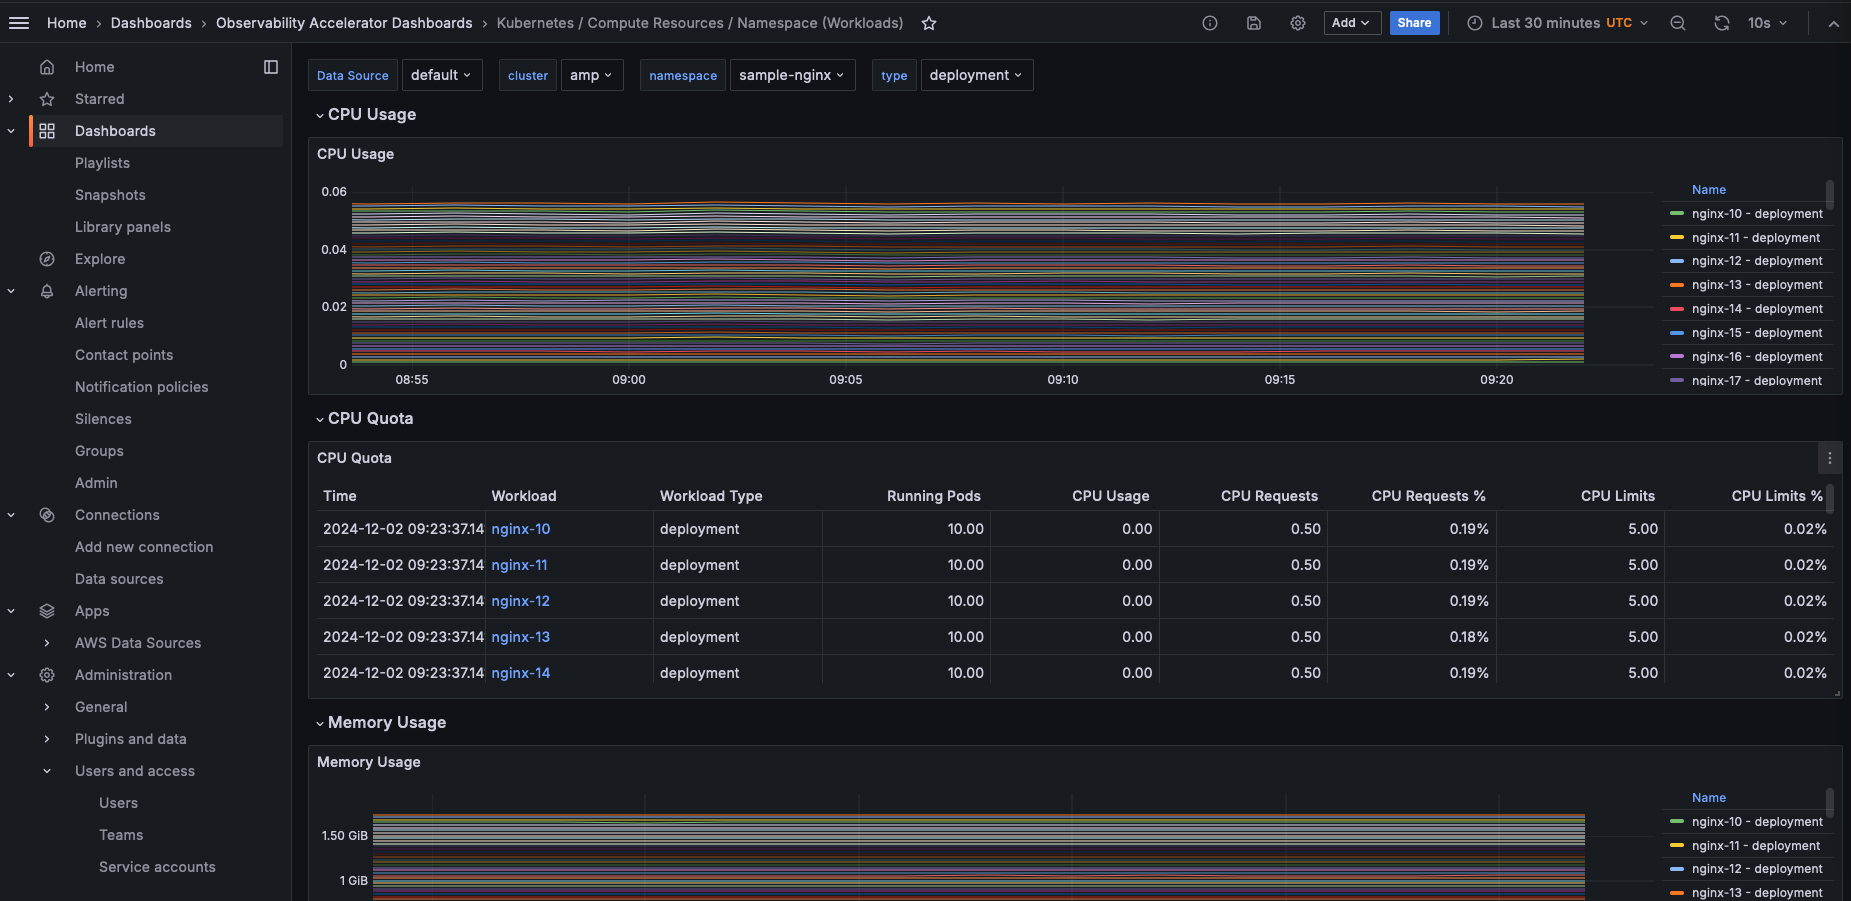 Home › Dashboards › Observability Accelerator Dashboards › Kubernetes / Compute Resources / Namespace (Workloads)
Add
Share
Last 30 minutes UTC
10s
Home
Starred
Dashboards
Playlists
Snapshots
Library panels
Explore
Alerting
Alert rules
Contact points
Notification policies
Silences
Groups
Admin
Connections
Add new connection
Data sources
Apps
AWS Data Sources
Administration
General
Plugins and data
Users and access
Users
Teams
Service accounts
Data Source default cluster amp namespace sample-nginx type deployment
CPU Usage
CPU Usage
0.06
0.04
0.02
0
08:55 09:00 09:05 09:10 09:15 09:20
Name
nginx-10 - deployment
nginx-11 - deployment
nginx-12 - deployment
nginx-13 - deployment
nginx-14 - deployment
nginx-15 - deployment
nginx-16 - deployment
nginx-17 - deployment
CPU Quota
CPU Quota
Time Workload Workload Type Running Pods CPU Usage CPU Requests CPU Requests % CPU Limits CPU Limits %
2024-12-02 09:23:37.14 nginx-10 deployment 10.00 0.00 0.50 0.19% 5.00 0.02%
2024-12-02 09:23:37.14 nginx-11 deployment 10.00 0.00 0.50 0.19% 5.00 0.02%
2024-12-02 09:23:37.14 nginx-12 deployment 10.00 0.00 0.50 0.19% 5.00 0.02%
2024-12-02 09:23:37.14 nginx-13 deployment 10.00 0.00 0.50 0.18% 5.00 0.02%
2024-12-02 09:23:37.14 nginx-14 deployment 10.00 0.00 0.50 0.19% 5.00 0.02%
Memory Usage
Memory Usage
1.50 GiB
1 GiB
Name
nginx-10 - deployment
nginx-11 - deployment
nginx-12 - deployment
nginx-13 - deployment